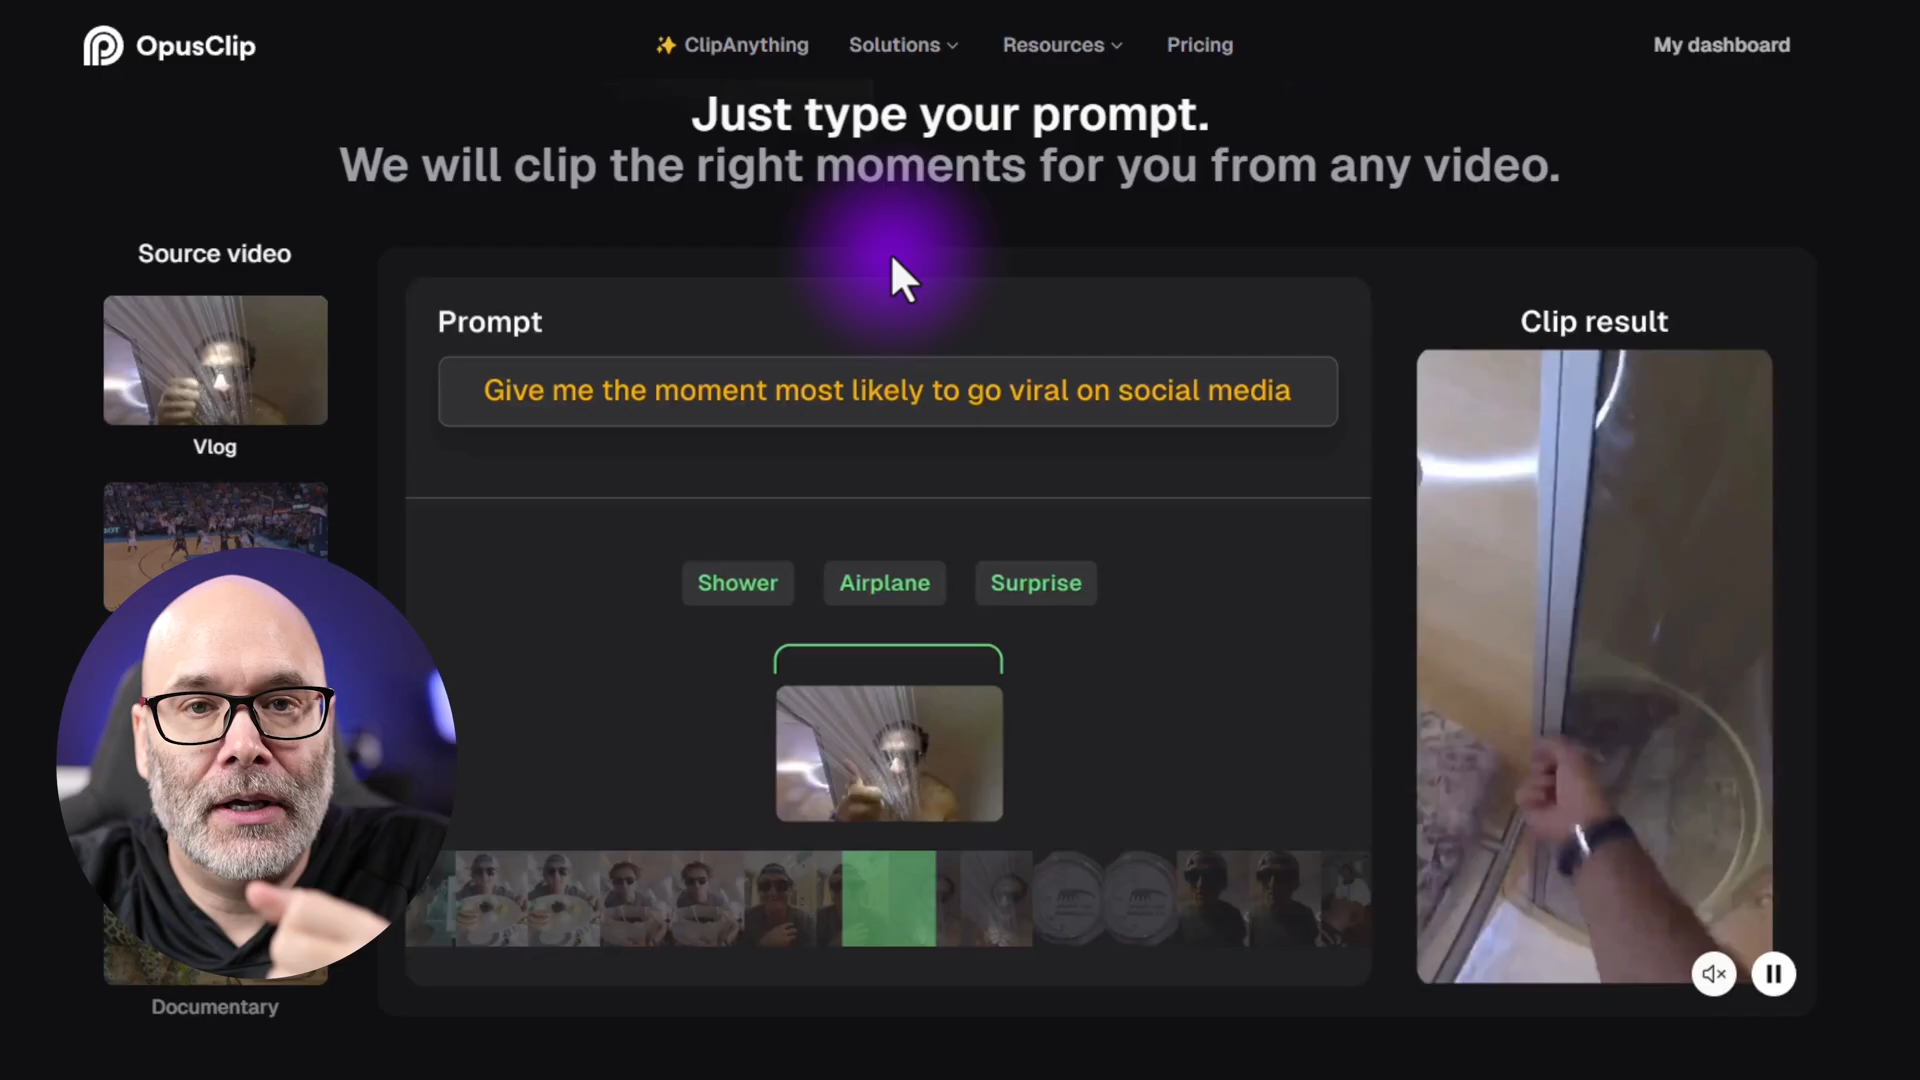 OpusClip
ClipAnything
Solutions
Resources
Pricing
My dashboard
Just type your prompt.
We will clip the right moments for you from any video.
Source video
Vlog
Documentary
Prompt
Give me the moment most likely to go viral on social media
Shower
Airplane
Surprise
Clip result